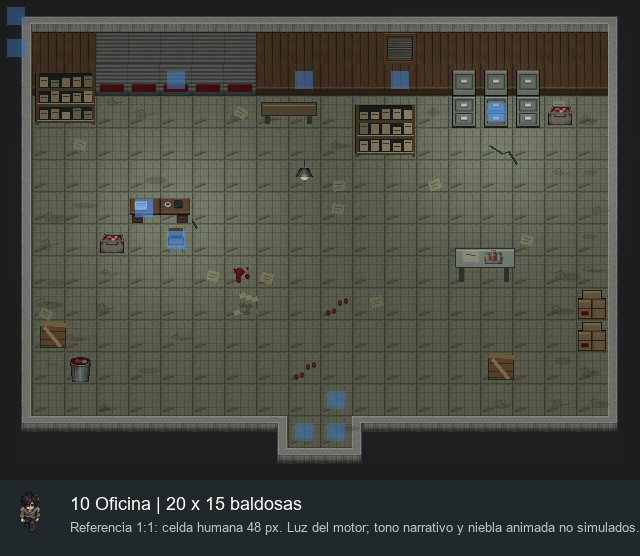 10 Oficina | 20 x 15 baldosas
Referencia 1:1: celda humana 48 px. Luz del motor; tono narrativo y niebla animada no simulados.